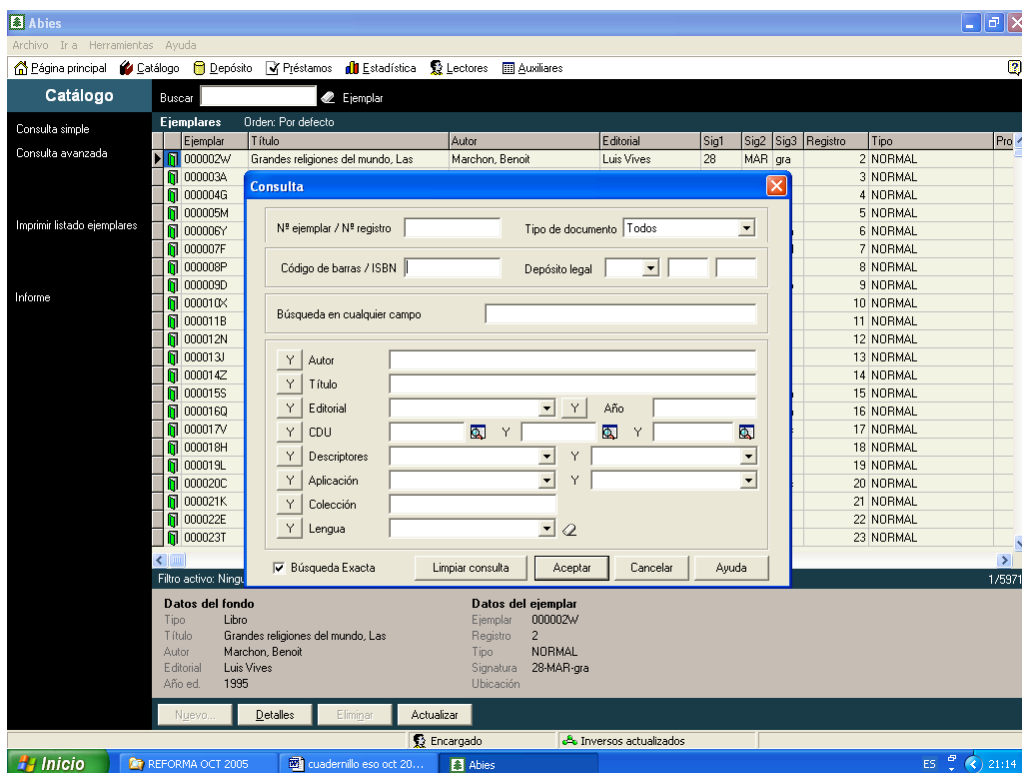 Abies
Archivo Ir a Herramientas Ayuda
Página principal Catálogo Depósito Préstamos Estadística Lectores Auxiliares
Catálogo Buscar Ejemplar
Consulta simple
Consulta avanzada
Imprimir listado ejemplares
Informe
Ejemplares Orden: Por defecto
Ejemplar Título Autor Editorial Sig1 Sig2 Sig3 Registro Tipo Pro
000002W Grandes religiones del mundo, Las Marchon, Benoit Luis Vives 28 MAR gra 2 NORMAL
000003A 3 NORMAL
000004G 4 NORMAL
000005M 5 NORMAL
000006Y 6 NORMAL
000007F 7 NORMAL
000008P 8 NORMAL
000009D 9 NORMAL
000010X 10 NORMAL
000011B 11 NORMAL
000012N 12 NORMAL
000013J 13 NORMAL
000014Z 14 NORMAL
000015S 15 NORMAL
000016Q 16 NORMAL
000017V 17 NORMAL
000018H 18 NORMAL
000019L 19 NORMAL
000020C 20 NORMAL
000021K 21 NORMAL
000022E 22 NORMAL
000023T 23 NORMAL
Consulta
Nº ejemplar / Nº registro Tipo de documento Todos
Código de barras / ISBN Depósito legal
Búsqueda en cualquier campo
Y Autor
Y Título
Y Editorial Y Año
Y CDU Y Y
Y Descriptores Y
Y Aplicación Y
Y Colección
Y Lengua
Búsqueda Exacta Limpiar consulta Aceptar Cancelar Ayuda
Filtro activo: 1/5971
Datos del fondo
Tipo Libro
Título Grandes religiones del mundo, Las
Autor Marchon, Benoit
Editorial Luis Vives
Año ed. 1995
Datos del ejemplar
Ejemplar 000002W
Registro 2
Tipo NORMAL
Signatura 28-MAR-gra
Ubicación
Nuevo... Detalles Eliminar Actualizar
Encargado Inversos actualizados
Inicio REFORMA OCT 2005 cuadernillo eso oct 20... Abies ES 21:14